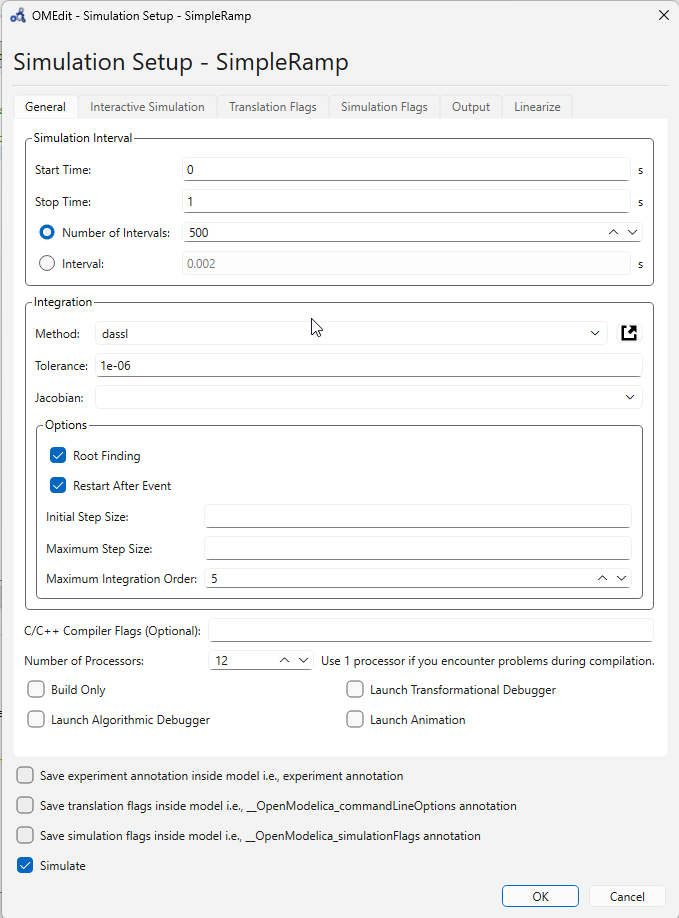 OMEdit - Simulation Setup - SimpleRamp
Simulation Setup - SimpleRamp
General Interactive Simulation Translation Flags Simulation Flags Output Linearize
Simulation Interval
Start Time: 0 s
Stop Time: 1 s
Number of Intervals: 500
Interval: 0.002 s
Integration
Method: dassl
Tolerance: 1e-06
Jacobian:
Options
Root Finding
Restart After Event
Initial Step Size:
Maximum Step Size:
Maximum Integration Order: 5
C/C++ Compiler Flags (Optional):
Number of Processors: 12 Use 1 processor if you encounter problems during compilation.
Build Only Launch Transformational Debugger
Launch Algorithmic Debugger Launch Animation
Save experiment annotation inside model i.e., experiment annotation
Save translation flags inside model i.e., __OpenModelica_commandLineOptions annotation
Save simulation flags inside model i.e., __OpenModelica_simulationFlags annotation
Simulate
OK Cancel